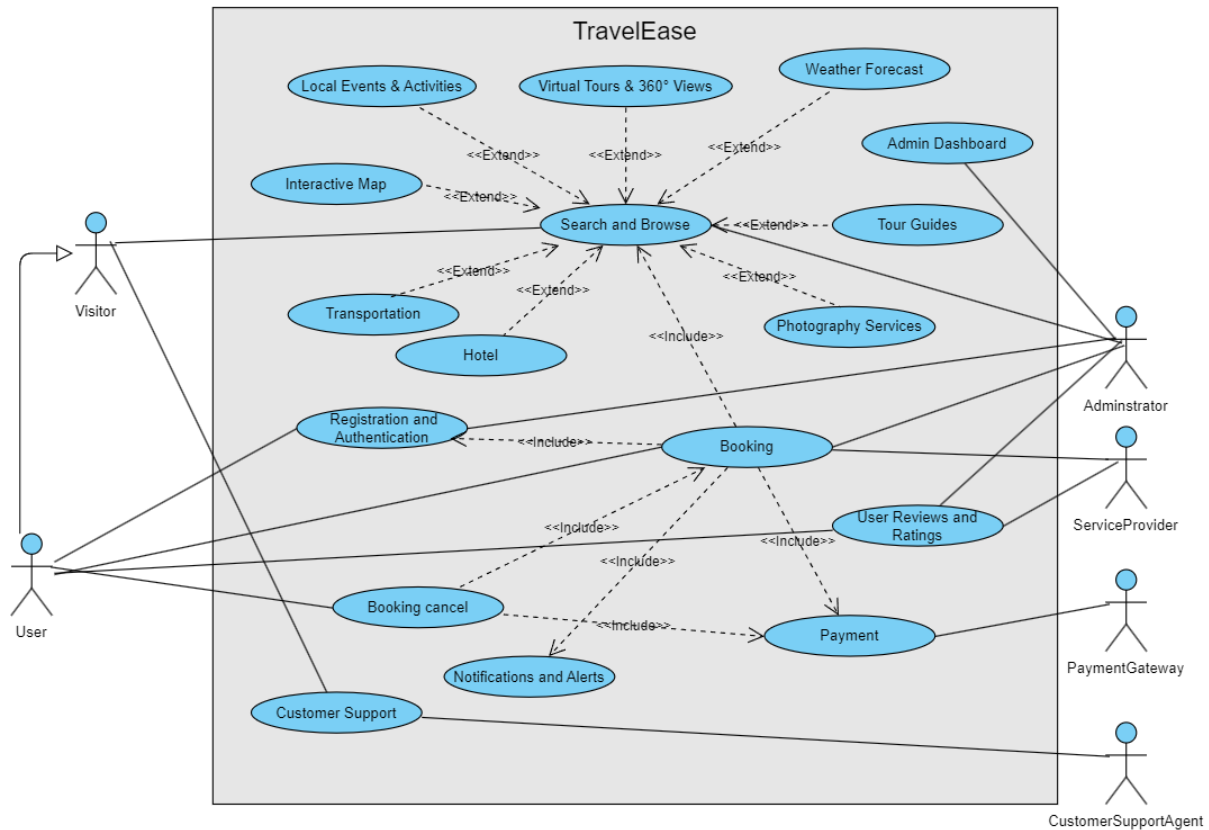 TravelEase
Weather Forecast
Local Events & Activities
Virtual Tours & 360° Views
Admin Dashboard
<<Extend>>
<<Extend>>
<<Extend>>
Interactive Map
<<Extend>>
Search and Browse
<<Extend>>
Tour Guides
Visitor
<<Extend>>
<<Extend>>
<<Extend>>
Transportation
Hotel
Photography Services
<<Include>>
Adminstrator
Registration and
Authentication
<<Include>>
Booking
User Reviews and
Ratings
ServiceProvider
<<Include>>
<<Include>>
<<Include>>
User
Booking cancel
<<Include>>
Payment
PaymentGateway
Notifications and Alerts
Customer Support
CustomerSupportAgent